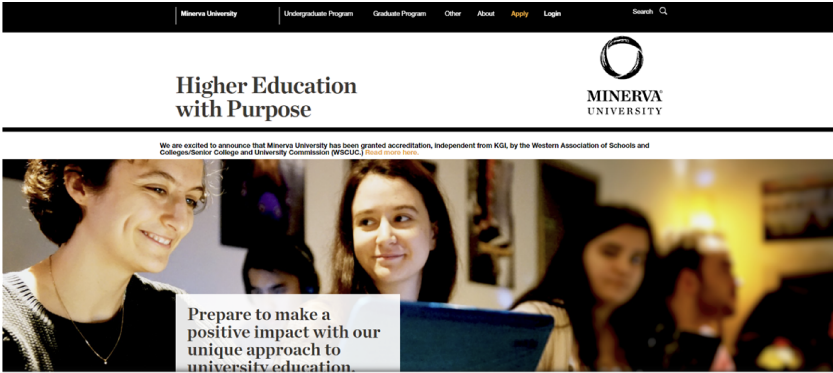 Minerva University
Undergraduate Program
Graduate Program
Other
About
Apply
Login
Search
Higher Education
with Purpose
MINERVA®
UNIVERSITY
We are excited to announce that Minerva University has been granted accreditation, independent from KGI, by the Western Association of Schools and
Colleges/Senior College and University Commission (WSCUC.) Read more here.
Prepare to make a
positive impact with our
unique approach to
university education.